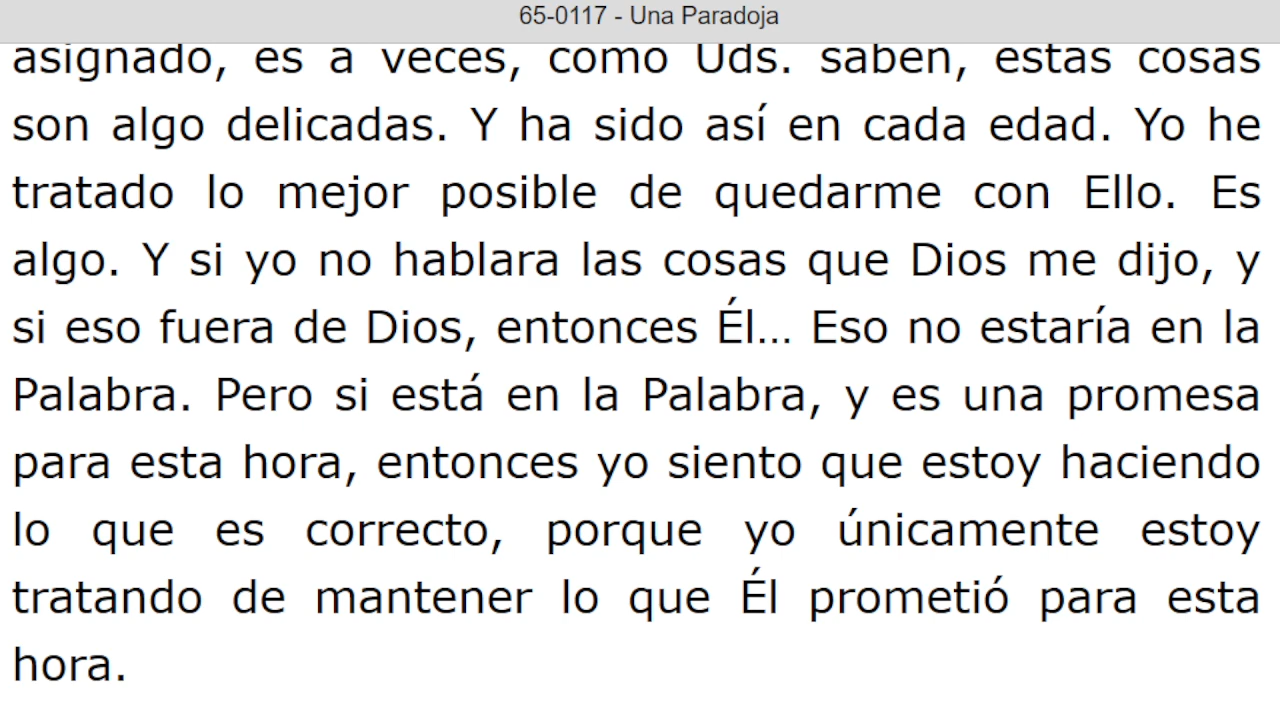 65-0117 - Una Paradoja
asignado, es a veces, como Uds. saben, estas cosas
son algo delicadas. Y ha sido así en cada edad. Yo he
tratado lo mejor posible de quedarme con Ello. Es
algo. Y si yo no hablara las cosas que Dios me dijo, y
si eso fuera de Dios, entonces Él... Eso no estaría en la
Palabra. Pero si está en la Palabra, y es una promesa
para esta hora, entonces yo siento que estoy haciendo
lo que es correcto, porque yo únicamente estoy
tratando de mantener lo que Él prometió para esta
hora.